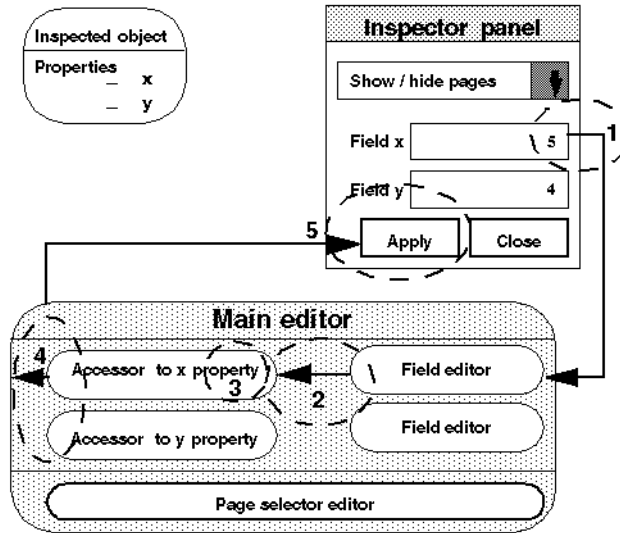 Inspected object
Properties
_ x
_ y
Inspector panel
Show / hide pages
1
Field x 5
Field y 4
5
Apply Close
Main editor
4
Accessor to x property
3
2
Field editor
Accessor to y property
Field editor
Page selector editor